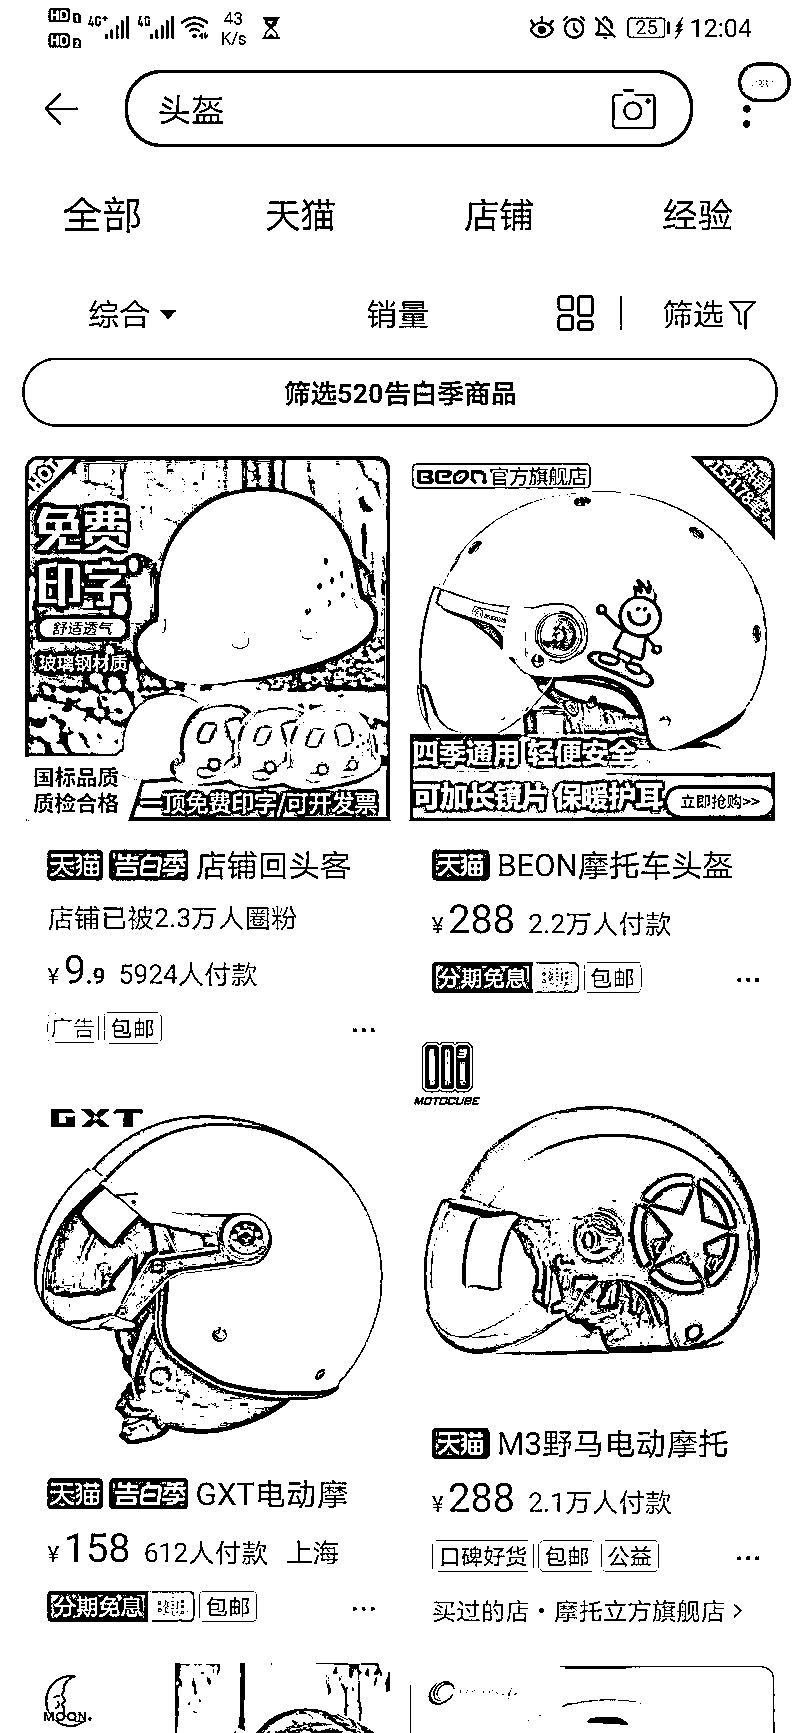 HD1 4G+ 4G 43 K/s 25 12:04
HD2
头盔
全部 天猫 店铺 经验
综合 销量 筛选
筛选520告白季商品
HOT
免费
印字
舒适透气
玻璃钢材质
国标品质
质检合格
一顶免费印字/可开发票
BEON官方旗舰店
四季通用 轻便安全
可加长镜片 保暖护耳
立即抢购>>
天猫 告白季 店铺回头客
店铺已被2.3万人圈粉
¥9.9 5924人付款
广告 包邮
天猫 BEON摩托车头盔
¥288 2.2万人付款
分期免息 包邮
GXT
天猫 告白季 GXT电动摩
¥158 612人付款 上海
分期免息 包邮
MOTOCUBE
天猫 M3野马电动摩托
¥288 2.1万人付款
口碑好货 包邮 公益
买过的店·摩托立方旗舰店 >
MOON.